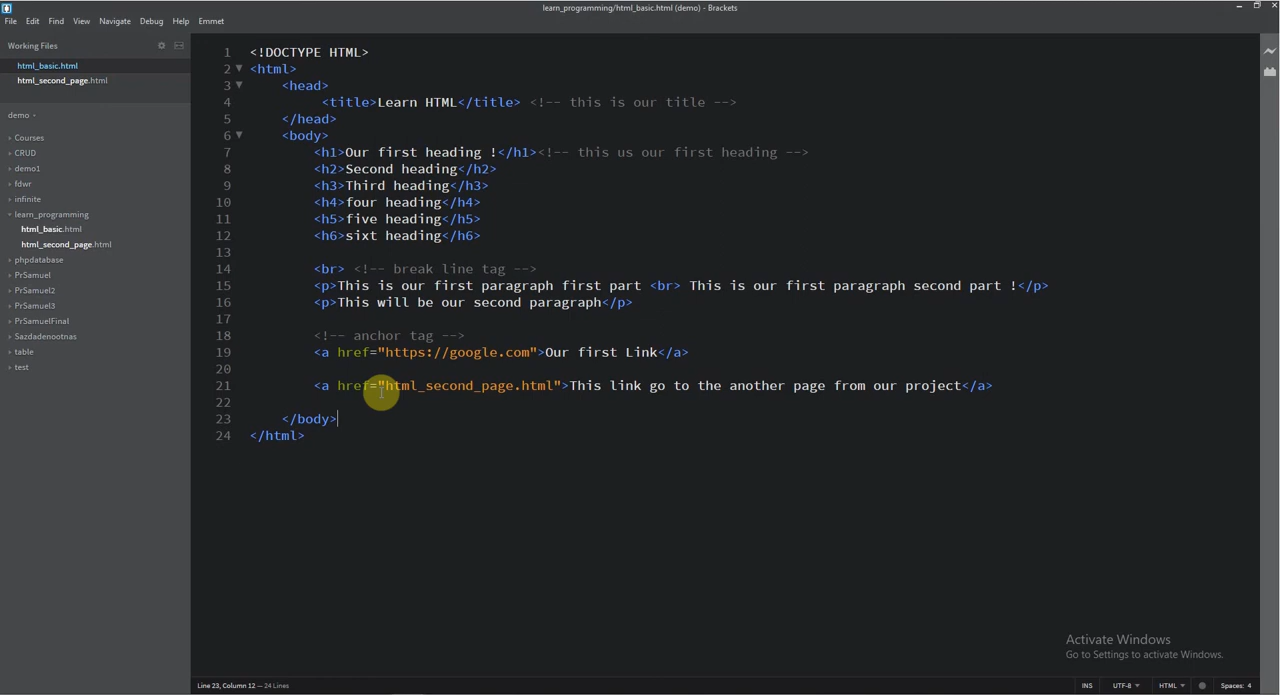 learn_programming/html_basic.html (demo) - Brackets
File Edit Find View Navigate Debug Help Emmet
Working Files
html_basic.html
html_second_page.html
demo
Courses
CRUD
demo1
fdwr
infinite
learn_programming
html_basic.html
html_second_page.html
phpdatabase
PrSamuel
PrSamuel2
PrSamuel3
PrSamuelFinal
Sazdadenootnas
table
test
1 <!DOCTYPE HTML>
2 <html>
3 <head>
4 <title>Learn HTML</title> <!-- this is our title -->
5 </head>
6 <body>
7 <h1>Our first heading !</h1><!-- this us our first heading -->
8 <h2>Second heading</h2>
9 <h3>Third heading</h3>
10 <h4>four heading</h4>
11 <h5>five heading</h5>
12 <h6>sixt heading</h6>
13
14 <br> <!-- break line tag -->
15 <p>This is our first paragraph first part <br> This is our first paragraph second part !</p>
16 <p>This will be our second paragraph</p>
17
18 <!-- anchor tag -->
19 <a href="https://google.com">Our first Link</a>
20
21 <a href="html_second_page.html">This link go to the another page from our project</a>
22
23 </body>
24 </html>
Activate Windows
Go to Settings to activate Windows.
Line 23, Column 12 — 24 Lines
INS UTF-8 HTML Spaces: 4